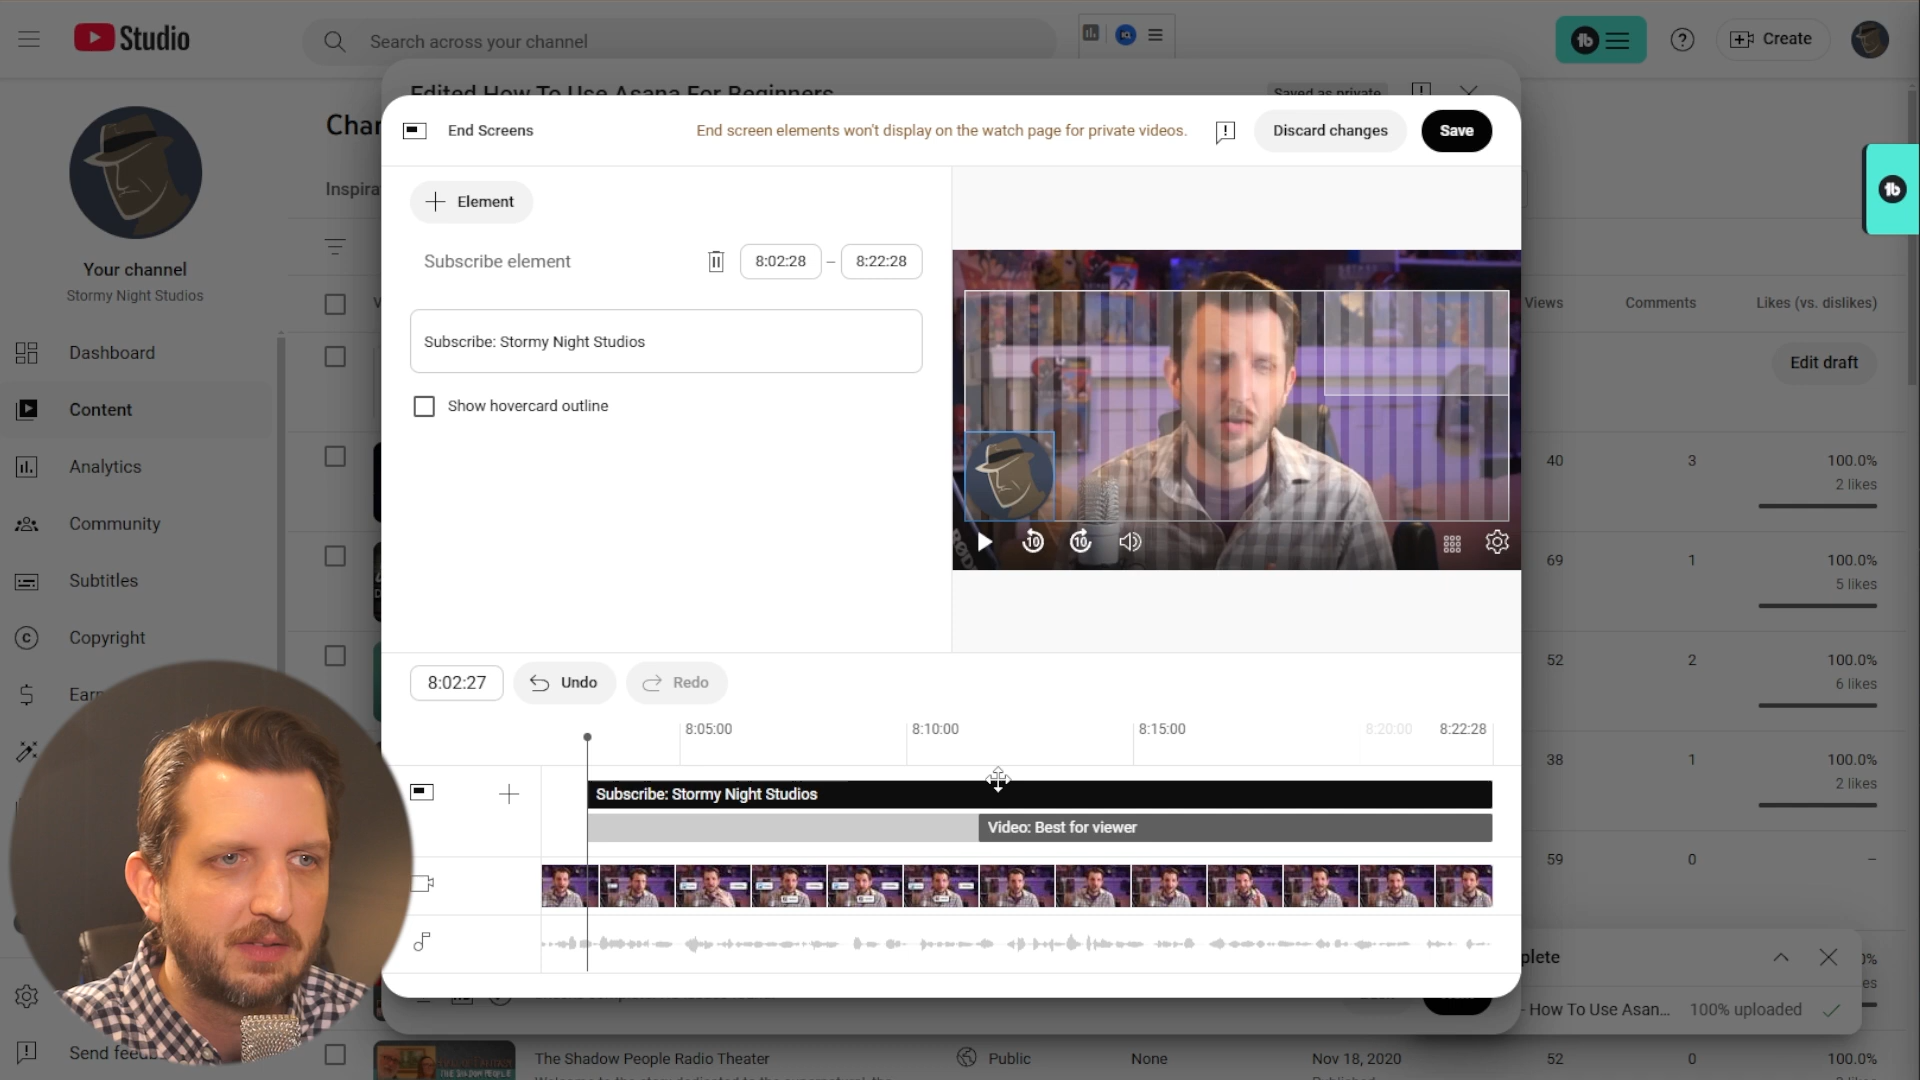 Studio
Search across your channel
Create
Edited How To Use Asana For Beginners
Saved as private
End Screens
End screen elements won't display on the watch page for private videos.
Discard changes
Save
Element
Subscribe element
8:02:28 – 8:22:28
Subscribe: Stormy Night Studios
Show hovercard outline
Your channel
Stormy Night Studios
Dashboard
Content
Analytics
Community
Subtitles
Copyright
Views
Comments
Likes (vs. dislikes)
Edit draft
40
3
100.0%
2 likes
69
1
100.0%
5 likes
52
2
100.0%
6 likes
38
1
100.0%
2 likes
59
0
–
8:02:27
Undo
Redo
8:05:00
8:10:00
8:15:00
8:20:00
8:22:28
Subscribe: Stormy Night Studios
Video: Best for viewer
How To Use Asan...
100% uploaded
The Shadow People Radio Theater
Public
None
Nov 18, 2020
52
0
100.0%